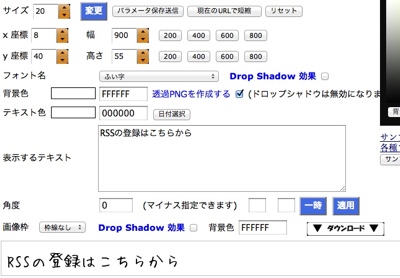 サイズ 20 変更 パラメータ保存送信 現在のURLで短縮 リセット
x 座標 8 幅 900 200 400 600 800
y 座標 40 高さ 55 200 400 600 800
フォント名 ふい字 Drop Shadow 効果
背景色 FFFFFF 透過PNGを作成する (ドロップシャドウは無効になりま
テキスト色 000000 日付選択
表示するテキスト RSSの登録はこちらから
角度 0 (マイナス指定できます) 一時 適用
画像枠 枠線なし Drop Shadow 効果 背景色 FFFFFF ▼ ダウンロード ▼
RSSの登録はこちらから
背
サン
各種
サン